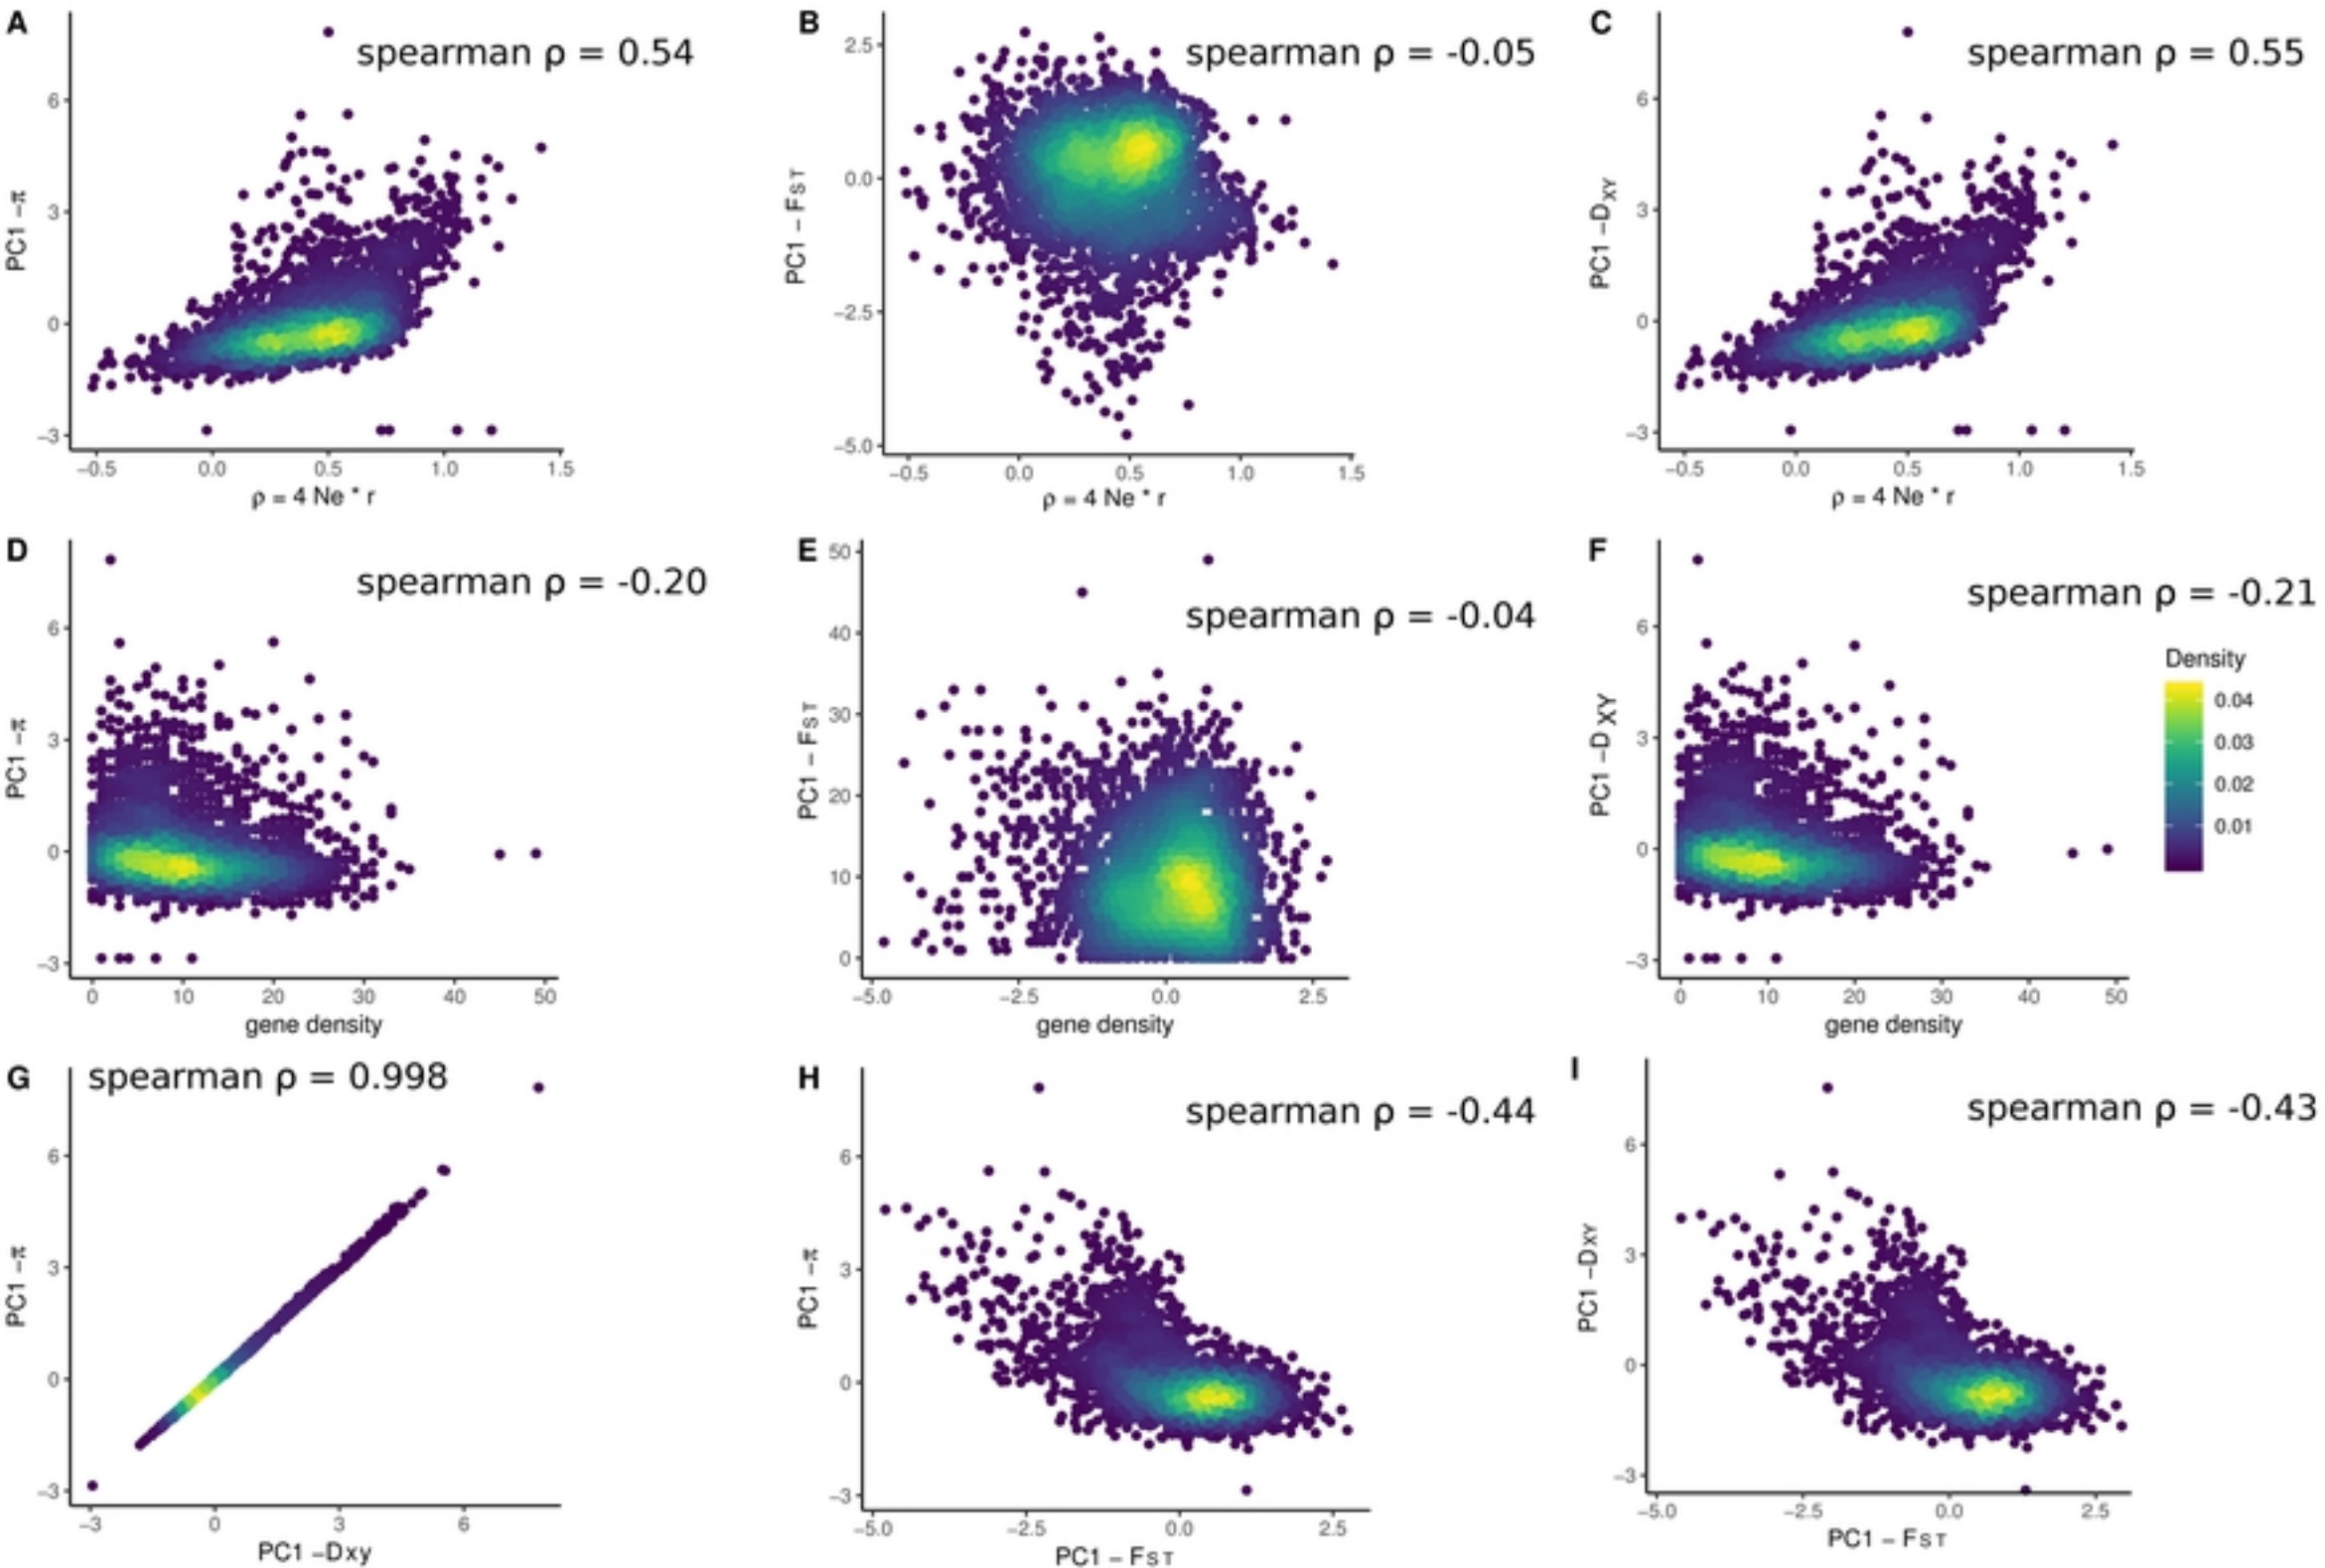 A
spearman ρ = 0.54
PC1 –π
6
3
0
–3
–0.5
0.0
0.5
1.0
1.5
ρ = 4 Ne * r
B
spearman ρ = -0.05
PC1 – FST
2.5
0.0
–2.5
–5.0
–0.5
0.0
0.5
1.0
1.5
ρ = 4 Ne * r
C
spearman ρ = 0.55
PC1 –DXY
6
3
0
–3
–0.5
0.0
0.5
1.0
1.5
ρ = 4 Ne * r
D
spearman ρ = -0.20
PC1 –π
6
3
0
–3
0
10
20
30
40
50
gene density
E
spearman ρ = -0.04
PC1 – FST
50
40
30
20
10
0
–5.0
–2.5
0.0
2.5
gene density
F
spearman ρ = -0.21
PC1 –DXY
6
3
0
–3
0
10
20
30
40
50
gene density
Density
0.04
0.03
0.02
0.01
G
spearman ρ = 0.998
PC1 –π
6
3
0
–3
–3
0
3
6
PC1 –Dxy
H
spearman ρ = -0.44
PC1 –π
6
3
0
–3
–5.0
–2.5
0.0
2.5
PC1 – FST
I
spearman ρ = -0.43
PC1 –DXY
6
3
0
–3
–5.0
–2.5
0.0
2.5
PC1 – FST